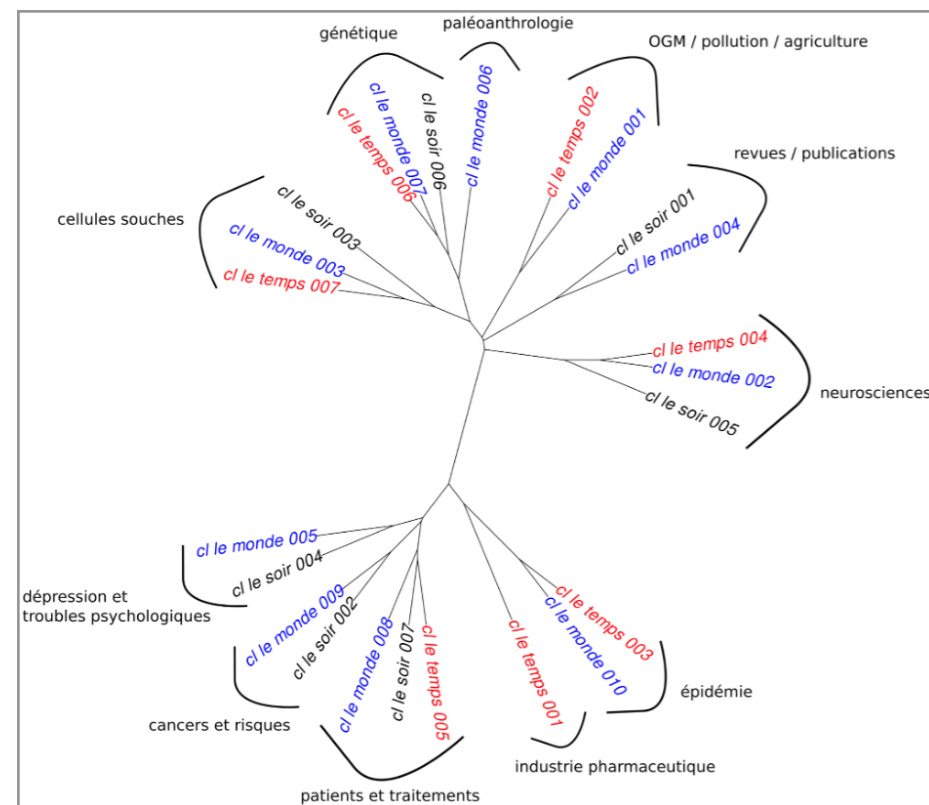 paléoanthrologie
génétique
OGM / pollution / agriculture
cl le temps 006
cl le monde 007
cl le soir 006
cl le monde 006
cl le temps 002
cl le monde 001
revues / publications
cl le soir 001
cl le monde 004
cellules souches
cl le soir 003
cl le monde 003
cl le temps 007
cl le temps 004
cl le monde 002
cl le soir 005
neurosciences
cl le monde 005
cl le soir 004
dépression et
troubles psychologiques
cl le monde 009
cl le soir 002
cancers et risques
cl le monde 008
cl le soir 007
cl le temps 005
patients et traitements
cl le temps 001
industrie pharmaceutique
cl le monde 010
cl le temps 003
épidémie